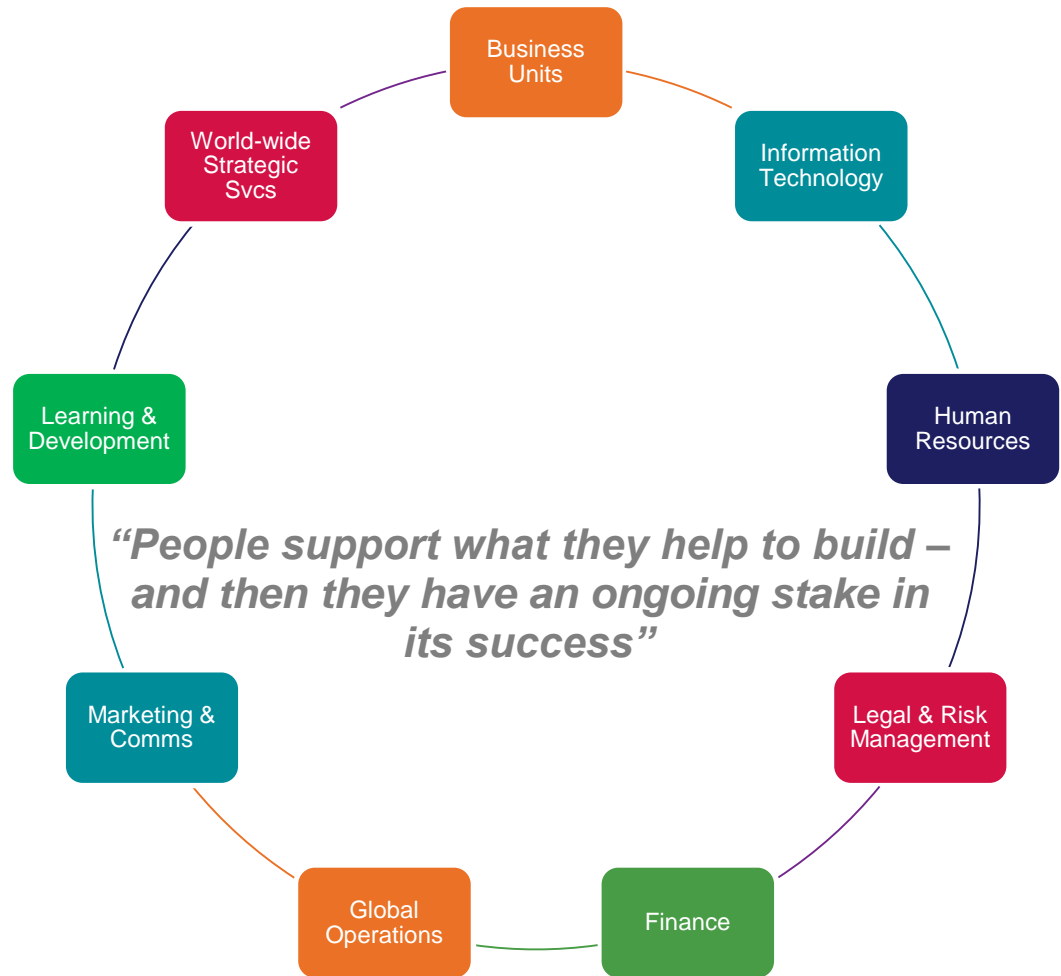 Business
Units
Information
Technology
Human
Resources
Legal & Risk
Management
Finance
Global
Operations
Marketing &
Comms
Learning &
Development
World-wide
Strategic
Svcs
“People support what they help to build –
and then they have an ongoing stake in
its success”